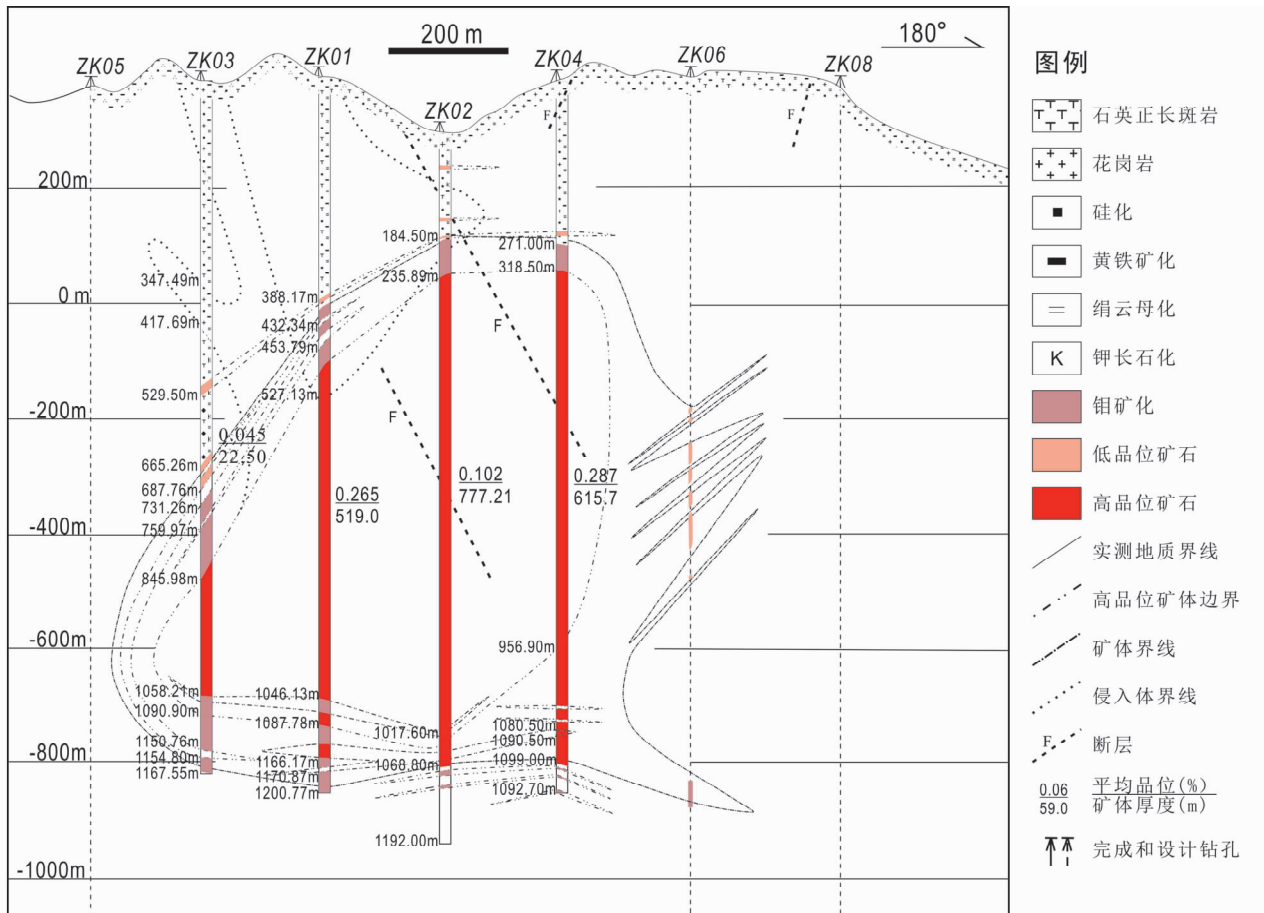 200 m
180°
ZK05
ZK03
ZK01
ZK02
ZK04
ZK06
ZK08
F
F
200m
184.50m
271.00m
235.89m
318.50m
347.49m
0 m
388.17m
417.69m
432.34m
453.79m
F
F
529.50m
527.13m
-200m
0.045
22.50
665.26m
687.76m
731.26m
759.97m
0.265
519.0
0.102
777.21
0.287
615.7
-400m
845.98m
-600m
956.90m
1058.21m
1046.13m
1090.90m
1087.78m
1017.60m
1080.50m
1090.50m
1150.76m
1154.80m
1167.55m
1166.17m
1170.87m
1200.77m
1099.00m
1092.70m
-800m
1192.00m
-1000m
图例
石英正长斑岩
花岗岩
硅化
黄铁矿化
绢云母化
K 钾长石化
钼矿化
低品位矿石
高品位矿石
实测地质界线
高品位矿体边界
矿体界线
侵入体界线
F 断层
0.06 平均品位(%)
59.0 矿体厚度(m)
完成和设计钻孔